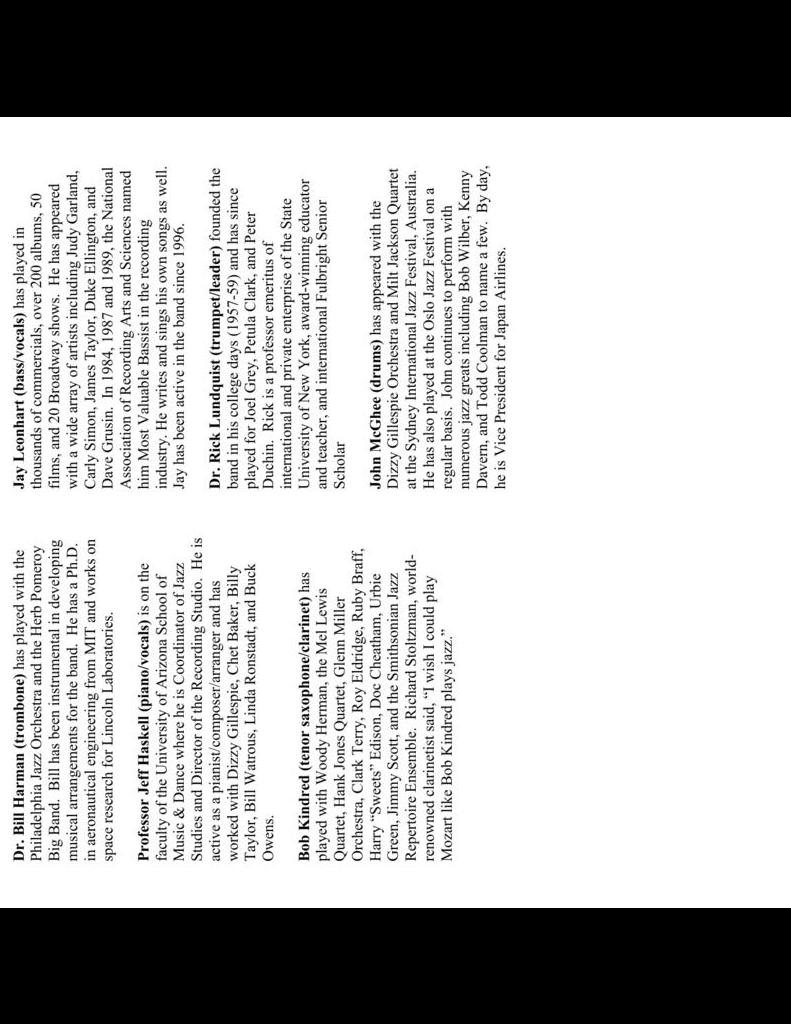 Dr. Bill Harman (trombone) has played with the
Philadelphia Jazz Orchestra and the Herb Pomeroy
Big Band.  Bill has been instrumental in developing
musical arrangements for the band.  He has a Ph.D.
in aeronautical engineering from MIT and works on
space research for Lincoln Laboratories.
Professor Jeff Haskell (piano/vocals) is on the
faculty of the University of Arizona School of
Music & Dance where he is Coordinator of Jazz
Studies and Director of the Recording Studio.  He is
active as a pianist/composer/arranger and has
worked with Dizzy Gillespie, Chet Baker, Billy
Taylor, Bill Watrous, Linda Ronstadt, and Buck
Owens.
Bob Kindred (tenor saxophone/clarinet) has
played with Woody Herman, the Mel Lewis
Quartet, Hank Jones Quartet, Glenn Miller
Orchestra, Clark Terry, Roy Eldridge, Ruby Braff,
Harry “Sweets” Edison, Doc Cheatham, Urbie
Green, Jimmy Scott, and the Smithsonian Jazz
Repertoire Ensemble.  Richard Stoltzman, world-
renowned clarinetist said, “I wish I could play
Mozart like Bob Kindred plays jazz.”
Jay Leonhart (bass/vocals) has played in
thousands of commercials, over 200 albums, 50
films, and 20 Broadway shows.  He has appeared
with a wide array of artists including Judy Garland,
Carly Simon, James Taylor, Duke Ellington, and
Dave Grusin.  In 1984, 1987 and 1989, the National
Association of Recording Arts and Sciences named
him Most Valuable Bassist in the recording
industry. He writes and sings his own songs as well.
Jay has been active in the band since 1996.
Dr. Rick Lundquist (trumpet/leader) founded the
band in his college days (1957-59) and has since
played for Joel Grey, Petula Clark, and Peter
Duchin.  Rick is a professor emeritus of
international and private enterprise of the State
University of New York, award-winning educator
and teacher, and international Fulbright Senior
Scholar
John McGhee (drums) has appeared with the
Dizzy Gillespie Orchestra and Milt Jackson Quartet
at the Sydney International Jazz Festival, Australia.
He has also played at the Oslo Jazz Festival on a
regular basis.  John continues to perform with
numerous jazz greats including Bob Wilber, Kenny
Davern, and Todd Coolman to name a few.  By day,
he is Vice President for Japan Airlines.